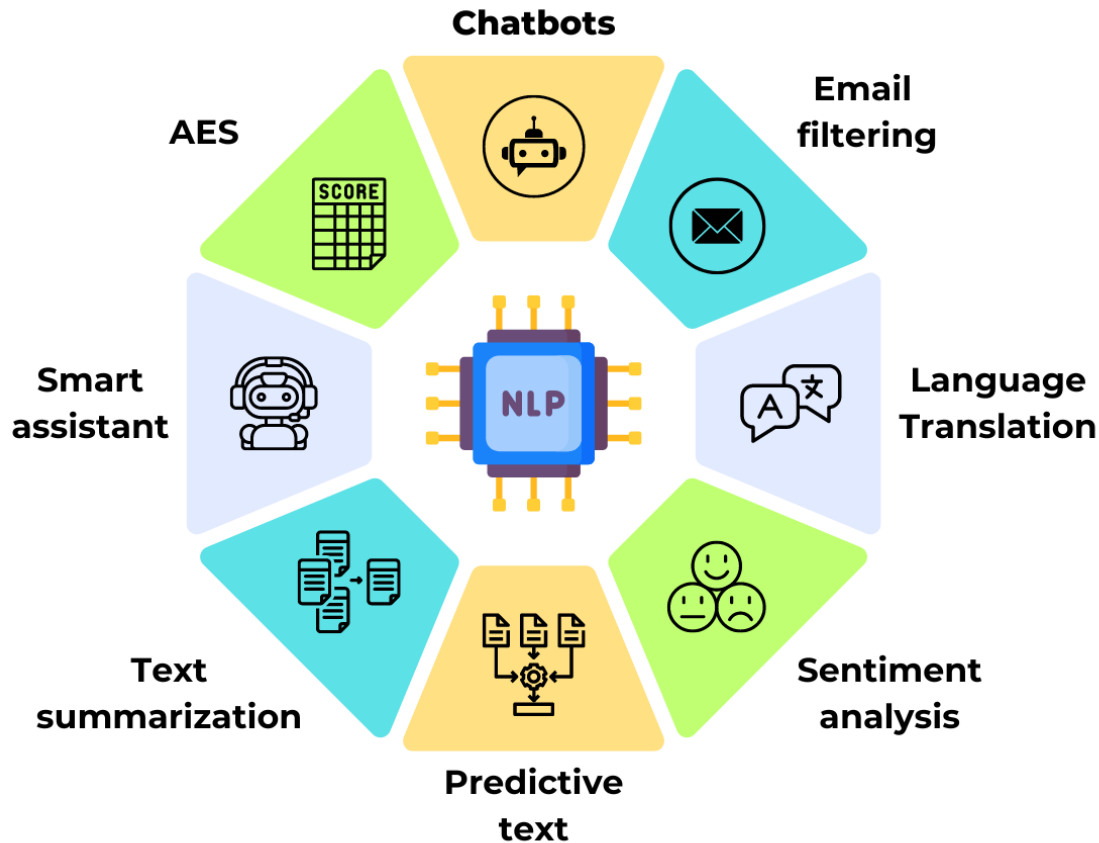 Chatbots
Email
filtering
AES
SCORE
Smart
assistant
NLP
A 文
Language
Translation
Text
summarization
Sentiment
analysis
Predictive
text